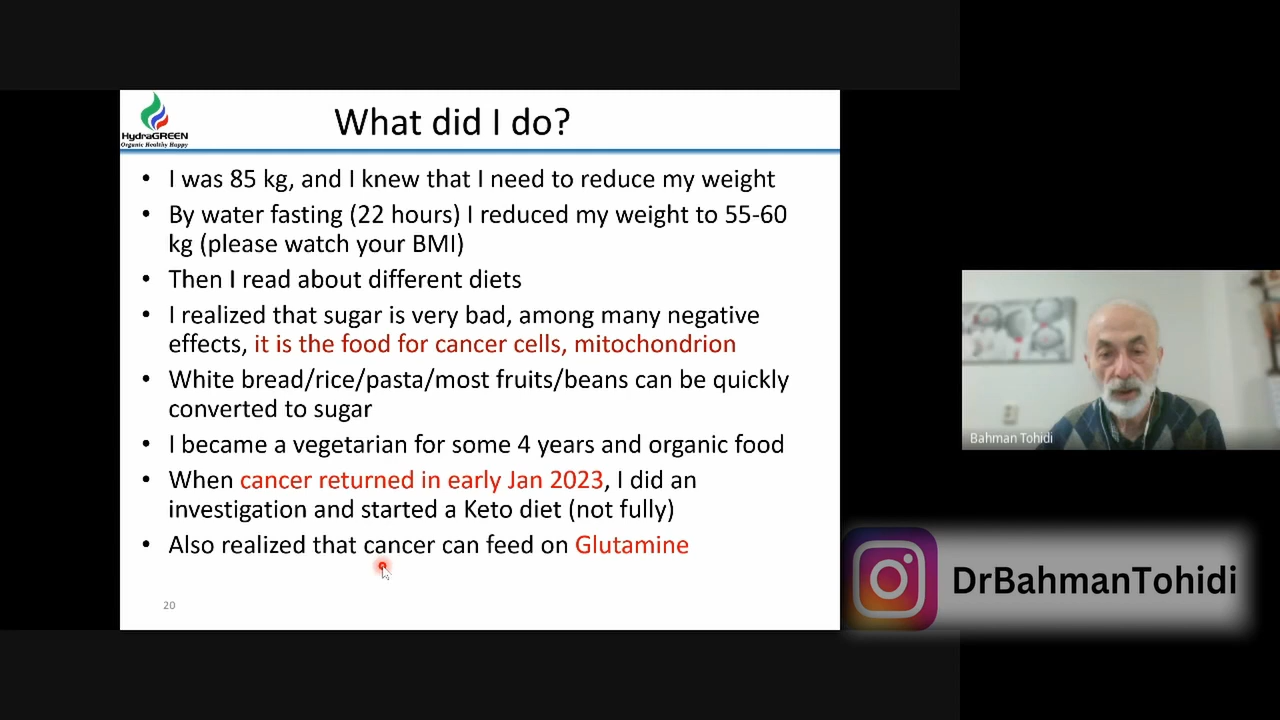 HydraGREEN
Organic Healthy Happy
What did I do?
• I was 85 kg, and I knew that I need to reduce my weight
• By water fasting (22 hours) I reduced my weight to 55-60
kg (please watch your BMI)
• Then I read about different diets
• I realized that sugar is very bad, among many negative
effects, it is the food for cancer cells, mitochondrion
• White bread/rice/pasta/most fruits/beans can be quickly
converted to sugar
• I became a vegetarian for some 4 years and organic food
• When cancer returned in early Jan 2023, I did an
investigation and started a Keto diet (not fully)
• Also realized that cancer can feed on Glutamine
20
Bahman Tohidi
DrBahmanTohidi